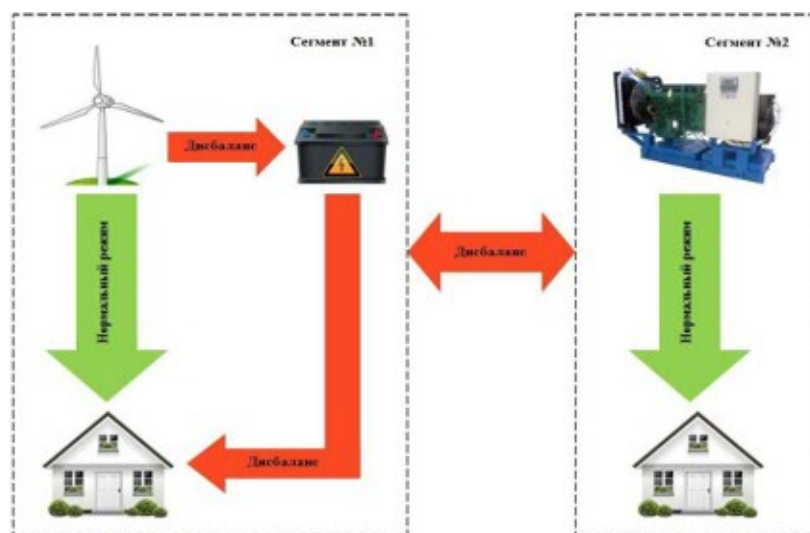 Сегмент №1
Сегмент №2
Дисбаланс
Нормальный режим
Дисбаланс
Нормальный режим
Дисбаланс